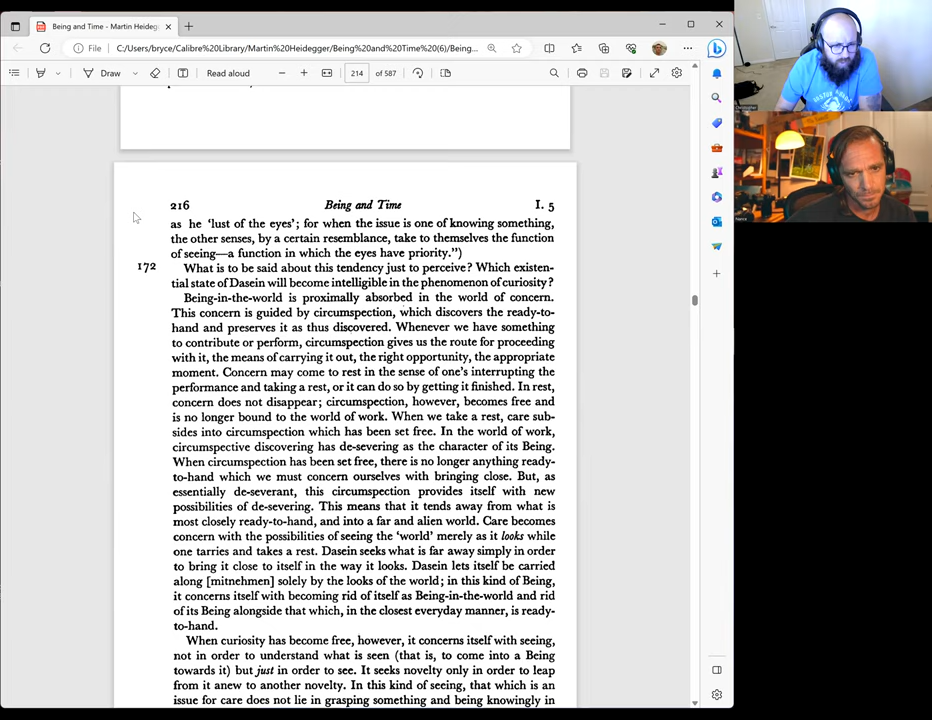 Being and Time - Martin Heideg
File
C:/Users/bryce/Calibre%20Library/Martin%20Heidegger/Being%20and%20Time%20(6)/Being...
Draw
Read aloud
214
of 587
216
Being and Time
I. 5
as he 'lust of the eyes'; for when the issue is one of knowing something,
the other senses, by a certain resemblance, take to themselves the function
of seeing—a function in which the eyes have priority.")
172
What is to be said about this tendency just to perceive? Which existen-
tial state of Dasein will become intelligible in the phenomenon of curiosity?
Being-in-the-world is proximally absorbed in the world of concern.
This concern is guided by circumspection, which discovers the ready-to-
hand and preserves it as thus discovered. Whenever we have something
to contribute or perform, circumspection gives us the route for proceeding
with it, the means of carrying it out, the right opportunity, the appropriate
moment. Concern may come to rest in the sense of one's interrupting the
performance and taking a rest, or it can do so by getting it finished. In rest,
concern does not disappear; circumspection, however, becomes free and
is no longer bound to the world of work. When we take a rest, care sub-
sides into circumspection which has been set free. In the world of work,
circumspective discovering has de-severing as the character of its Being.
When circumspection has been set free, there is no longer anything ready-
to-hand which we must concern ourselves with bringing close. But, as
essentially de-severant, this circumspection provides itself with new
possibilities of de-severing. This means that it tends away from what is
most closely ready-to-hand, and into a far and alien world. Care becomes
concern with the possibilities of seeing the 'world' merely as it looks while
one tarries and takes a rest. Dasein seeks what is far away simply in order
to bring it close to itself in the way it looks. Dasein lets itself be carried
along [mitnehmen] solely by the looks of the world; in this kind of Being,
it concerns itself with becoming rid of itself as Being-in-the-world and rid
of its Being alongside that which, in the closest everyday manner, is ready-
to-hand.
When curiosity has become free, however, it concerns itself with seeing,
not in order to understand what is seen (that is, to come into a Being
towards it) but just in order to see. It seeks novelty only in order to leap
from it anew to another novelty. In this kind of seeing, that which is an
issue for care does not lie in grasping something and being knowingly in